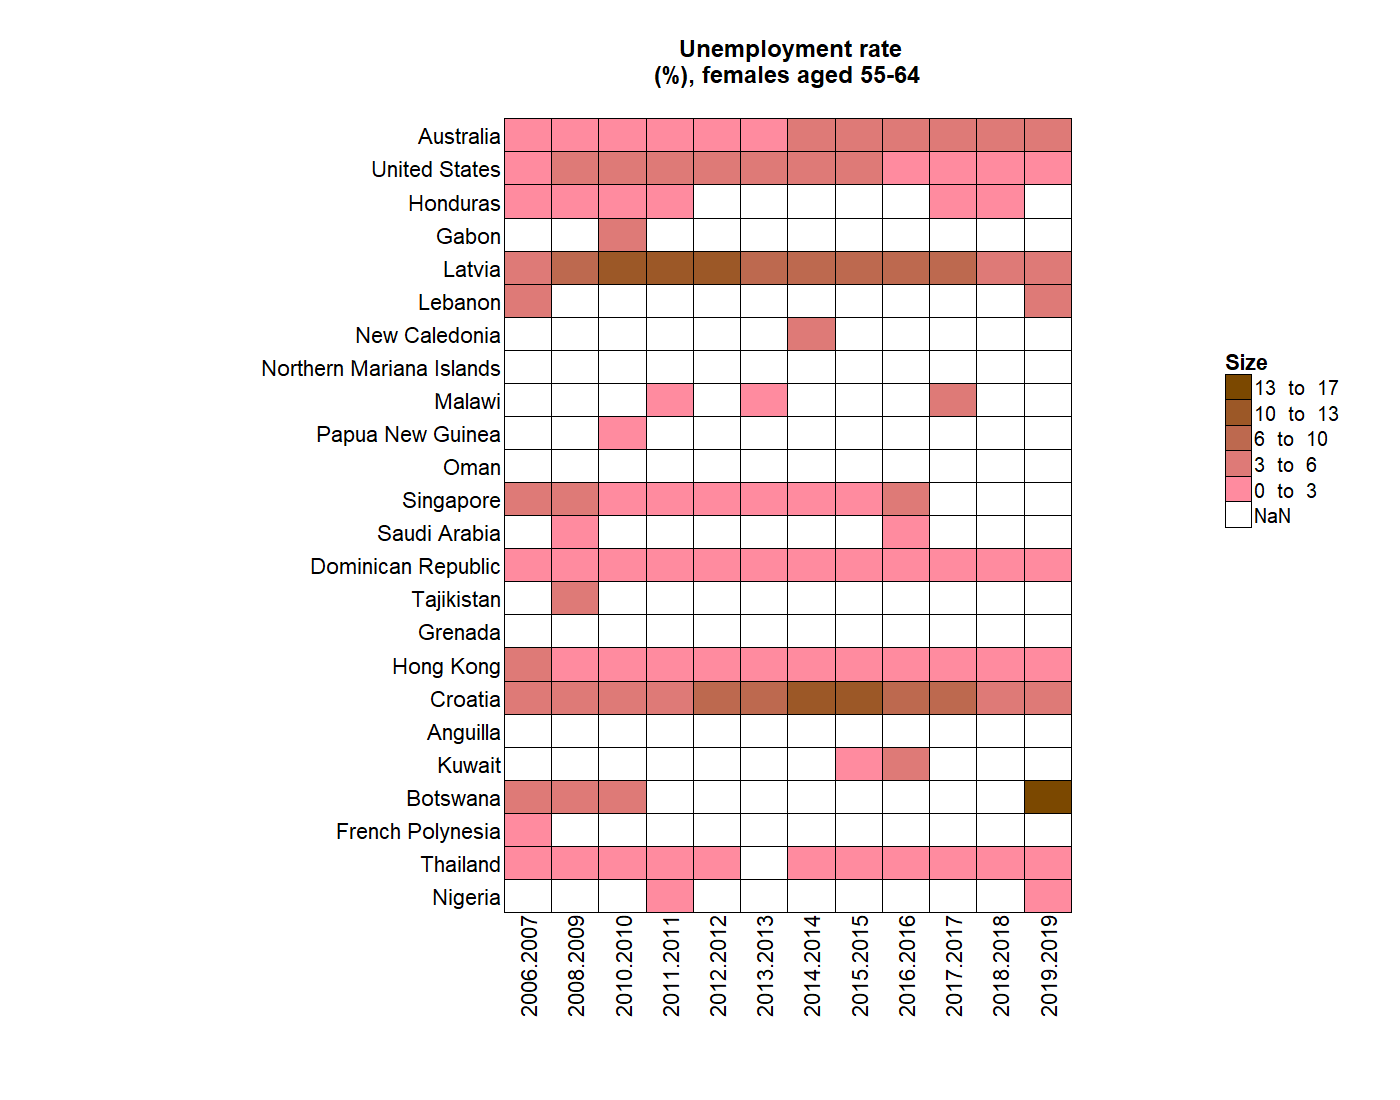 Unemployment rate
(%), females aged 55-64
Australia
United States
Honduras
Gabon
Latvia
Lebanon
New Caledonia
Northern Mariana Islands
Malawi
Papua New Guinea
Oman
Singapore
Saudi Arabia
Dominican Republic
Tajikistan
Grenada
Hong Kong
Croatia
Anguilla
Kuwait
Botswana
French Polynesia
Thailand
Nigeria
2006.2007
2008.2009
2010.2010
2011.2011
2012.2012
2013.2013
2014.2014
2015.2015
2016.2016
2017.2017
2018.2018
2019.2019
Size
13 to 17
10 to 13
6 to 10
3 to 6
0 to 3
NaN